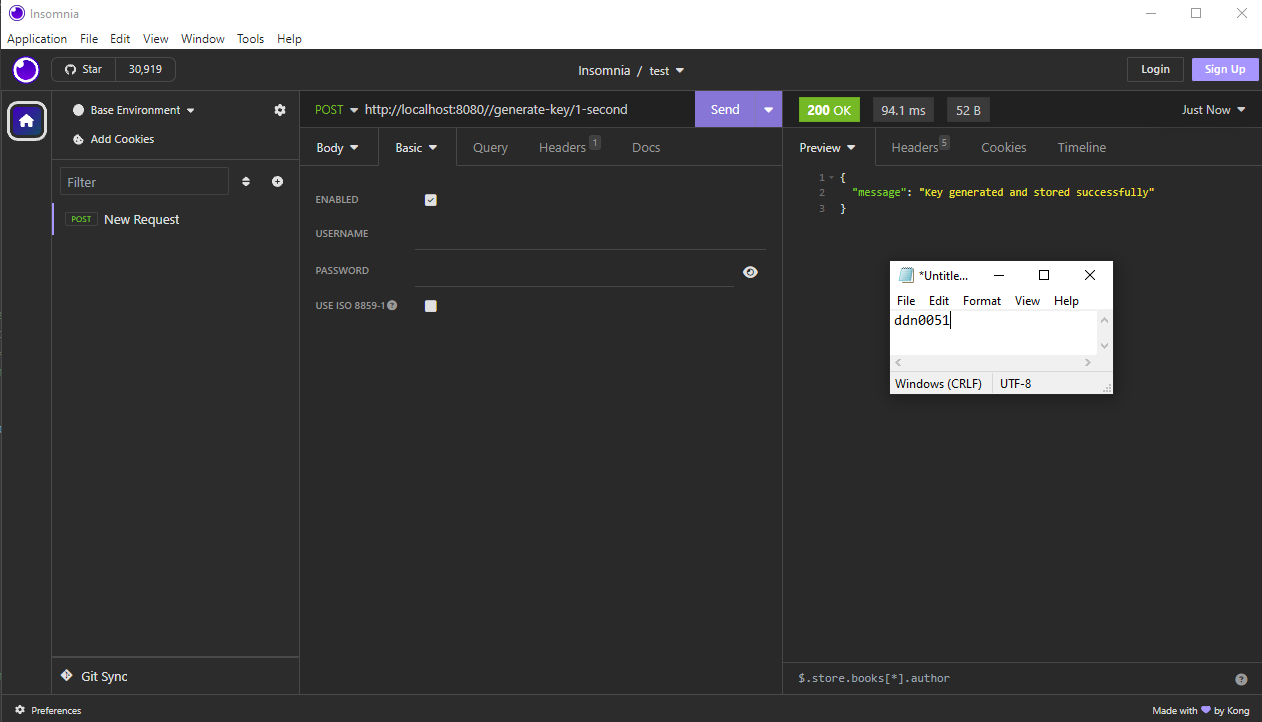 Insomnia
Application File Edit View Window Tools Help
Star 30,919
Insomnia / test
Login Sign Up
Base Environment
Add Cookies
Filter
POST New Request
POST http://localhost:8080//generate-key/1-second Send
Body Basic Query Headers 1 Docs
ENABLED
USERNAME
PASSWORD
USE ISO 8859-1
200 OK 94.1 ms 52 B Just Now
Preview Headers 5 Cookies Timeline
1 {
2 "message": "Key generated and stored successfully"
3 }
*Untitle...
File Edit Format View Help
ddn0051
Windows (CRLF) UTF-8
$.store.books[*].author
Git Sync
Preferences
Made with by Kong